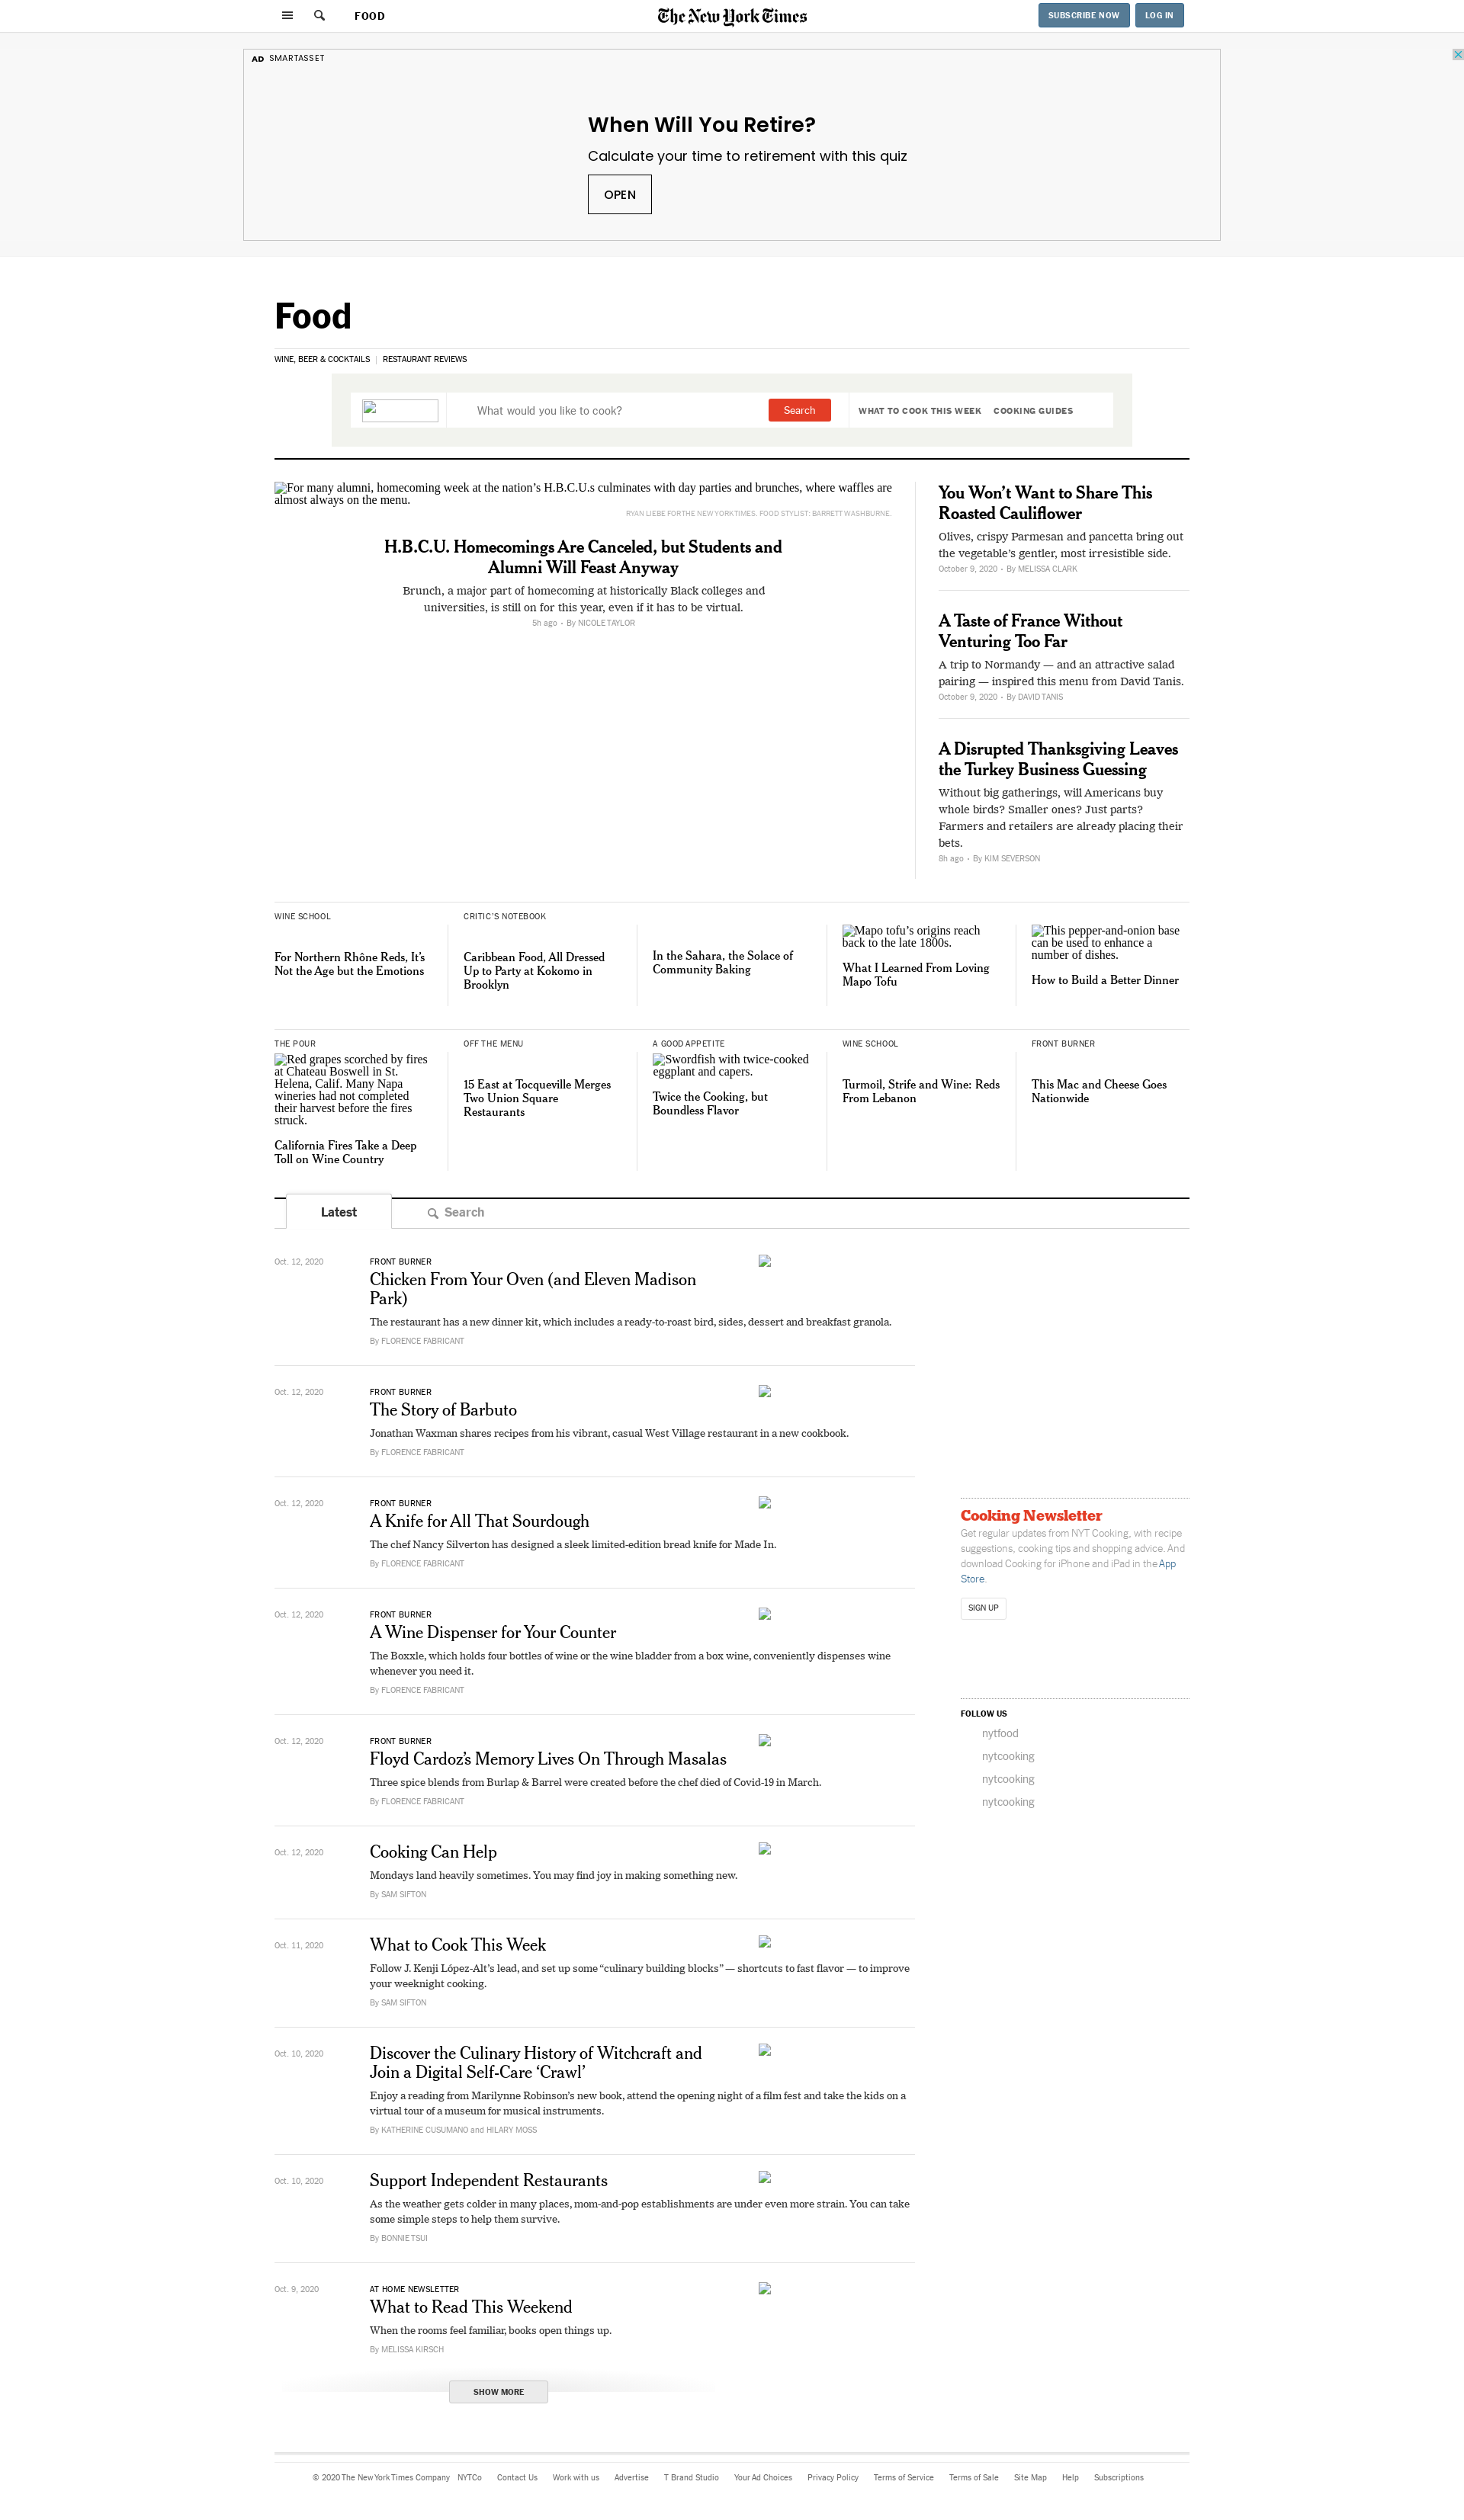 FOOD
The New York Times
SUBSCRIBE NOW
LOG IN
AD SMARTASSET
When Will You Retire?
Calculate your time to retirement with this quiz
OPEN
Food
WINE, BEER & COCKTAILS | RESTAURANT REVIEWS
What would you like to cook?
Search
WHAT TO COOK THIS WEEK
COOKING GUIDES
For many alumni, homecoming week at the nation’s H.B.C.U.s culminates with day parties and brunches, where waffles are
almost always on the menu.
RYAN LIEBE FOR THE NEW YORK TIMES. FOOD STYLIST: BARRETT WASHBURNE.
H.B.C.U. Homecomings Are Canceled, but Students and
Alumni Will Feast Anyway
Brunch, a major part of homecoming at historically Black colleges and
universities, is still on for this year, even if it has to be virtual.
5h ago • By NICOLE TAYLOR
You Won’t Want to Share This
Roasted Cauliflower
Olives, crispy Parmesan and pancetta bring out
the vegetable’s gentler, most irresistible side.
October 9, 2020 • By MELISSA CLARK
A Taste of France Without
Venturing Too Far
A trip to Normandy — and an attractive salad
pairing — inspired this menu from David Tanis.
October 9, 2020 • By DAVID TANIS
A Disrupted Thanksgiving Leaves
the Turkey Business Guessing
Without big gatherings, will Americans buy
whole birds? Smaller ones? Just parts?
Farmers and retailers are already placing their
bets.
8h ago • By KIM SEVERSON
WINE SCHOOL
For Northern Rhône Reds, It’s
Not the Age but the Emotions
CRITIC’S NOTEBOOK
Caribbean Food, All Dressed
Up to Party at Kokomo in
Brooklyn
In the Sahara, the Solace of
Community Baking
Mapo tofu’s origins reach
back to the late 1800s.
What I Learned From Loving
Mapo Tofu
This pepper-and-onion base
can be used to enhance a
number of dishes.
How to Build a Better Dinner
THE POUR
Red grapes scorched by fires
at Chateau Boswell in St.
Helena, Calif. Many Napa
wineries had not completed
their harvest before the fires
struck.
California Fires Take a Deep
Toll on Wine Country
OFF THE MENU
15 East at Tocqueville Merges
Two Union Square
Restaurants
A GOOD APPETITE
Swordfish with twice-cooked
eggplant and capers.
Twice the Cooking, but
Boundless Flavor
WINE SCHOOL
Turmoil, Strife and Wine: Reds
From Lebanon
FRONT BURNER
This Mac and Cheese Goes
Nationwide
Latest
Search
Oct. 12, 2020
FRONT BURNER
Chicken From Your Oven (and Eleven Madison
Park)
The restaurant has a new dinner kit, which includes a ready-to-roast bird, sides, dessert and breakfast granola.
By FLORENCE FABRICANT
Oct. 12, 2020
FRONT BURNER
The Story of Barbuto
Jonathan Waxman shares recipes from his vibrant, casual West Village restaurant in a new cookbook.
By FLORENCE FABRICANT
Oct. 12, 2020
FRONT BURNER
A Knife for All That Sourdough
The chef Nancy Silverton has designed a sleek limited-edition bread knife for Made In.
By FLORENCE FABRICANT
Oct. 12, 2020
FRONT BURNER
A Wine Dispenser for Your Counter
The Boxxle, which holds four bottles of wine or the wine bladder from a box wine, conveniently dispenses wine
whenever you need it.
By FLORENCE FABRICANT
Oct. 12, 2020
FRONT BURNER
Floyd Cardoz’s Memory Lives On Through Masalas
Three spice blends from Burlap & Barrel were created before the chef died of Covid-19 in March.
By FLORENCE FABRICANT
Oct. 12, 2020
Cooking Can Help
Mondays land heavily sometimes. You may find joy in making something new.
By SAM SIFTON
Oct. 11, 2020
What to Cook This Week
Follow J. Kenji López-Alt’s lead, and set up some “culinary building blocks” — shortcuts to fast flavor — to improve
your weeknight cooking.
By SAM SIFTON
Oct. 10, 2020
Discover the Culinary History of Witchcraft and
Join a Digital Self-Care ‘Crawl’
Enjoy a reading from Marilynne Robinson’s new book, attend the opening night of a film fest and take the kids on a
virtual tour of a museum for musical instruments.
By KATHERINE CUSUMANO and HILARY MOSS
Oct. 10, 2020
Support Independent Restaurants
As the weather gets colder in many places, mom-and-pop establishments are under even more strain. You can take
some simple steps to help them survive.
By BONNIE TSUI
Oct. 9, 2020
AT HOME NEWSLETTER
What to Read This Weekend
When the rooms feel familiar, books open things up.
By MELISSA KIRSCH
SHOW MORE
Cooking Newsletter
Get regular updates from NYT Cooking, with recipe
suggestions, cooking tips and shopping advice. And
download Cooking for iPhone and iPad in the App
Store.
SIGN UP
FOLLOW US
nytfood
nytcooking
nytcooking
nytcooking
© 2020 The New York Times Company NYTCo Contact Us Work with us Advertise T Brand Studio Your Ad Choices Privacy Policy Terms of Service Terms of Sale Site Map Help Subscriptions